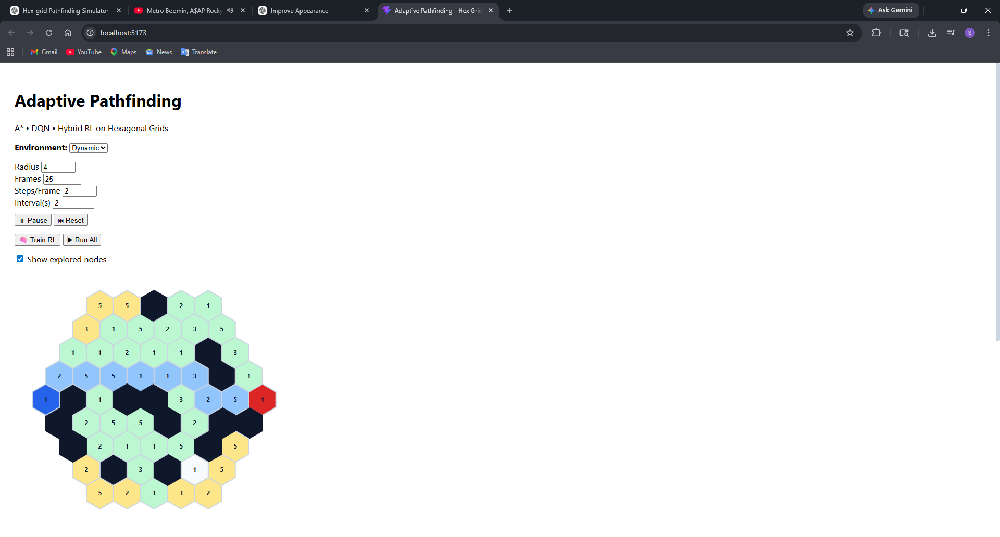 Hex-grid Pathfinding Simulator
Metro Boomin, A$AP Rocky
Improve Appearance
Adaptive Pathfinding - Hex Grid
Ask Gemini
localhost:5173
S
Gmail
YouTube
Maps
News
Translate
Adaptive Pathfinding
A* • DQN • Hybrid RL on Hexagonal Grids
Environment: Dynamic
Radius 4
Frames 25
Steps/Frame 2
Interval(s) 2
⏸ Pause ⏮ Reset
🧠 Train RL ▶ Run All
Show explored nodes
5 5 2 1
3 1 5 2 3 5
1 1 2 1 1 3
2 5 5 1 1 3 1
1 1 3 2 5 1
2 5 5 2
2 1 1 5 5
2 3 1 5
5 2 1 3 2